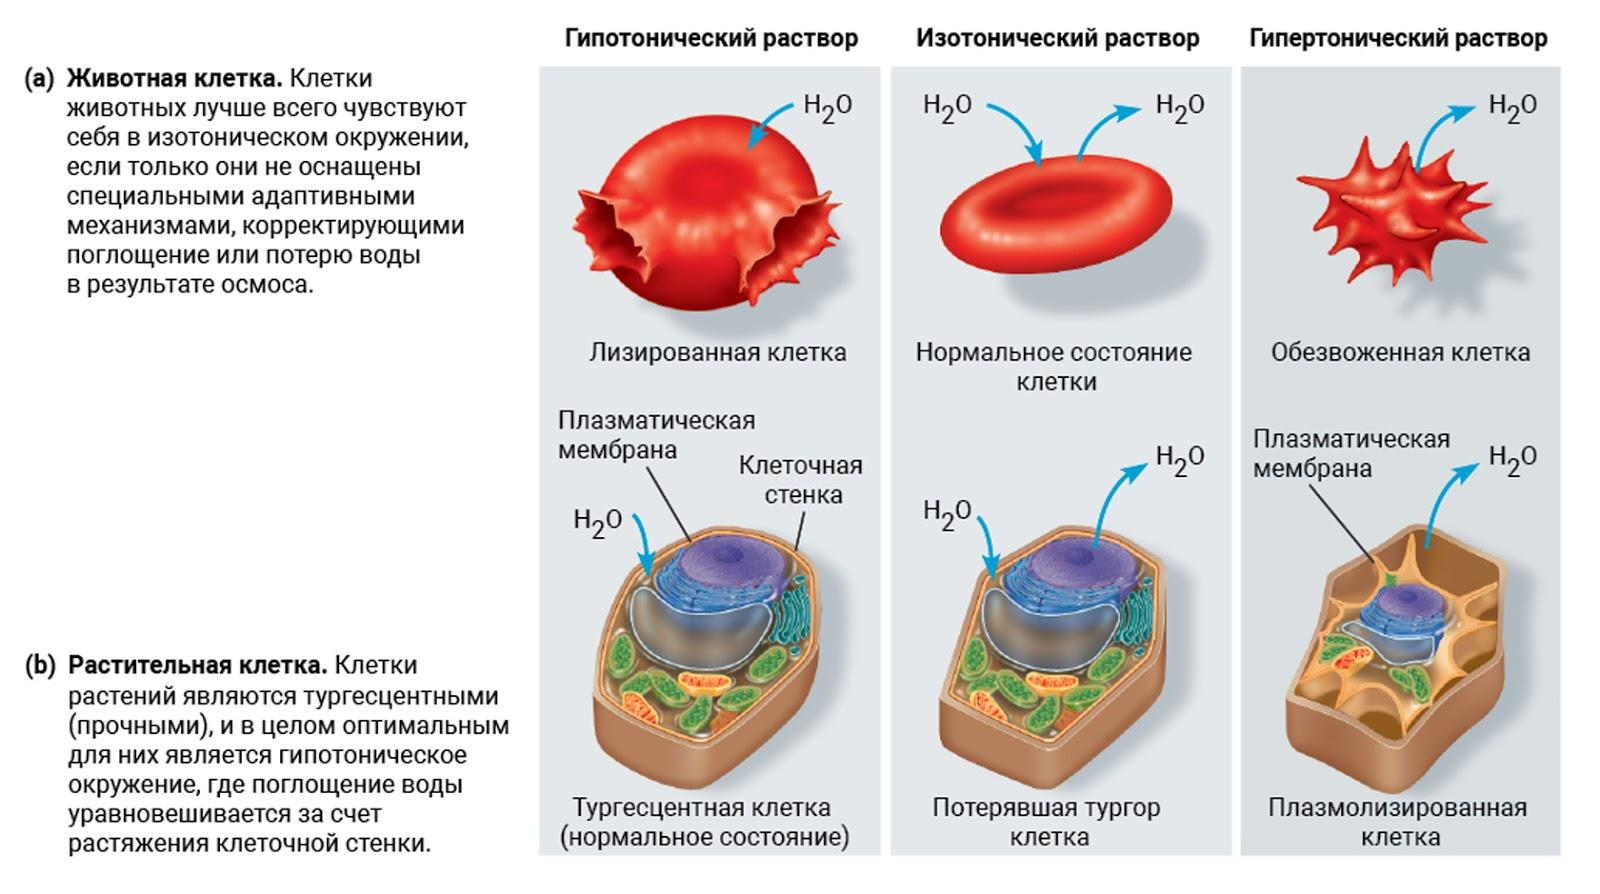 Гипотонический раствор
Изотонический раствор
Гипертонический раствор
(a) Животная клетка. Клетки
животных лучше всего чувствуют
себя в изотоническом окружении,
если только они не оснащены
специальными адаптивными
механизмами, корректирующими
поглощение или потерю воды
в результате осмоса.
H₂O
H₂O
H₂O
H₂O
Лизированная клетка
Нормальное состояние
клетки
Обезвоженная клетка
Плазматическая
мембрана
Клеточная
стенка
H₂O
H₂O
H₂O
Плазматическая
мембрана
H₂O
(b) Растительная клетка. Клетки
растений являются тургесцентными
(прочными), и в целом оптимальным
для них является гипотоническое
окружение, где поглощение воды
уравновешивается за счет
растяжения клеточной стенки.
Тургесцентная клетка
(нормальное состояние)
Потерявшая тургор
клетка
Плазмолизированная
клетка